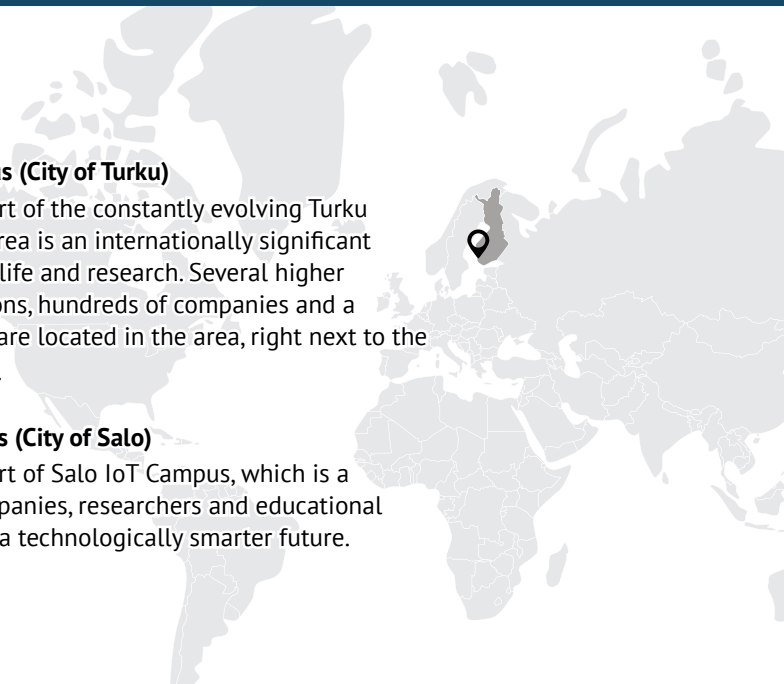 s (City of Turku)
rt of the constantly evolving Turku
rea is an internationally significant
life and research. Several higher
ons, hundreds of companies and a
are located in the area, right next to the
.
s (City of Salo)
rt of Salo IoT Campus, which is a
panies, researchers and educational
a technologically smarter future.